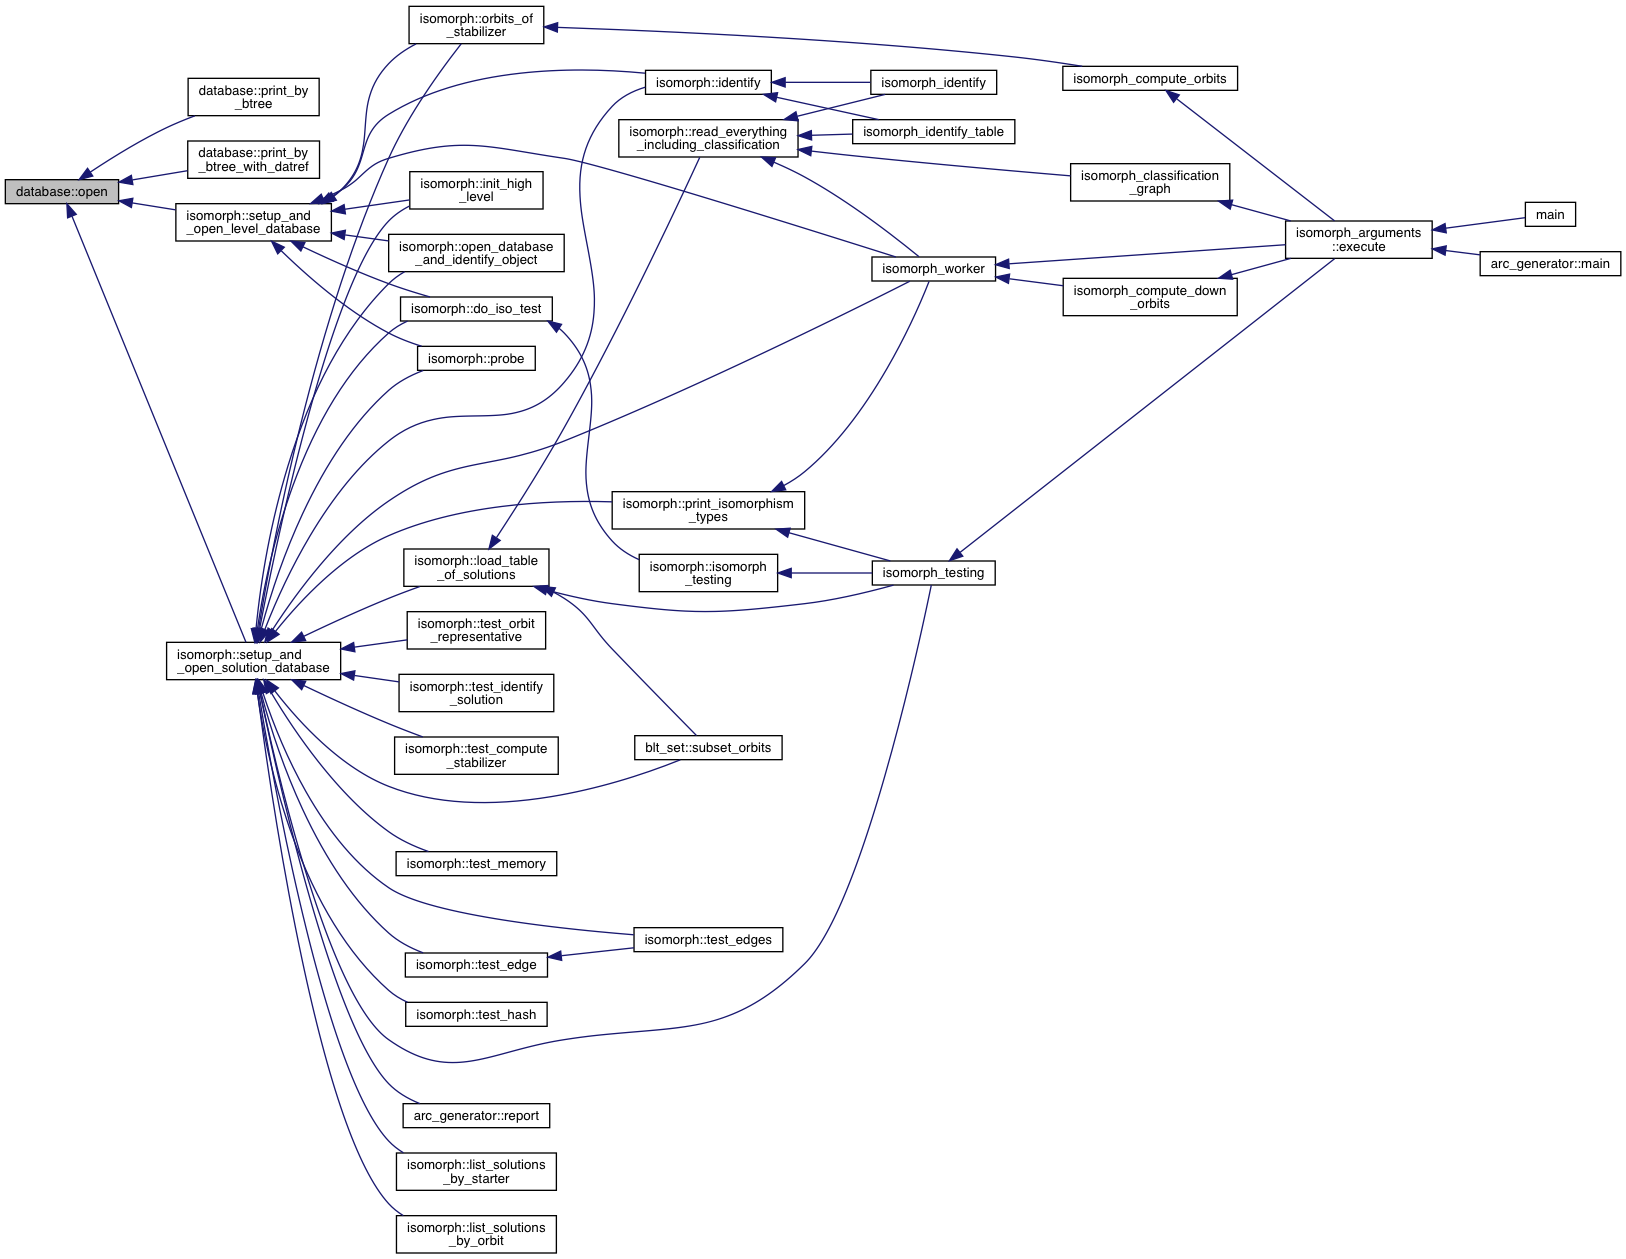 database::open
database::print_by
_btree
database::print_by
_btree_with_datref
isomorph::setup_and
_open_level_database
isomorph::setup_and
_open_solution_database
isomorph::orbits_of
_stabilizer
isomorph::init_high
_level
isomorph::open_database
_and_identify_object
isomorph::do_iso_test
isomorph::probe
isomorph::load_table
_of_solutions
isomorph::test_orbit
_representative
isomorph::test_identify
_solution
isomorph::test_compute
_stabilizer
isomorph::test_memory
isomorph::test_edge
isomorph::test_hash
arc_generator::report
isomorph::list_solutions
_by_starter
isomorph::list_solutions
_by_orbit
isomorph::identify
isomorph::read_everything
_including_classification
isomorph::print_isomorphism
_types
isomorph::isomorph
_testing
blt_set::subset_orbits
isomorph::test_edges
isomorph_identify
isomorph_identify_table
isomorph_worker
isomorph_testing
isomorph_compute_orbits
isomorph_classification
_graph
isomorph_compute_down
_orbits
isomorph_arguments
::execute
main
arc_generator::main